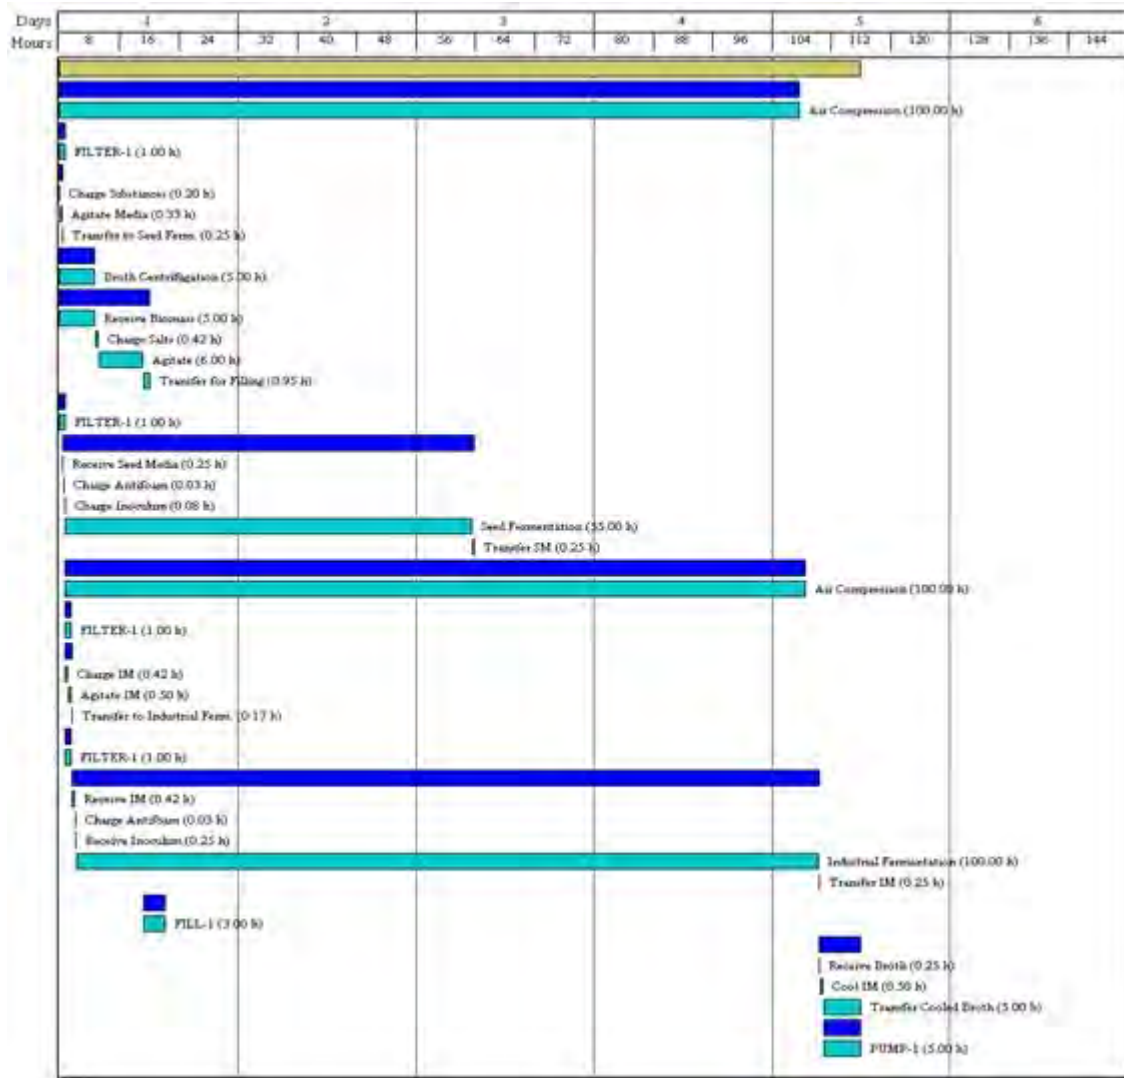 Days 1 2 3 4 5 6
Hours 8 16 24 32 40 48 56 64 72 80 88 96 104 112 120 128 136 144
Air Compression (100.00 h)
FILTER-1 (1.00 h)
Charge Substances (0.20 h)
Agitate Media (0.33 h)
Transfer to Seed Ferm. (0.25 h)
Broth Centrifugation (5.00 h)
Receive Biomass (5.00 h)
Charge Salts (0.42 h)
Agitate (6.00 h)
Transfer for Filling (0.95 h)
FILTER-1 (1.00 h)
Receive Seed Media (0.25 h)
Charge Antifoam (0.03 h)
Charge Inoculum (0.08 h)
Seed Fermentation (55.00 h)
Transfer SM (0.25 h)
Air Compression (100.00 h)
FILTER-1 (1.00 h)
Charge IM (0.42 h)
Agitate IM (0.50 h)
Transfer to Industrial Ferm. (0.17 h)
FILTER-1 (1.00 h)
Receive IM (0.42 h)
Charge Antifoam (0.03 h)
Receive Inoculum (0.25 h)
Industrial Fermentation (100.00 h)
Transfer IM (0.25 h)
FILL-1 (3.00 h)
Receive Broth (0.25 h)
Cool IM (0.50 h)
Transfer Cooled Broth (5.00 h)
PUMP-1 (5.00 h)